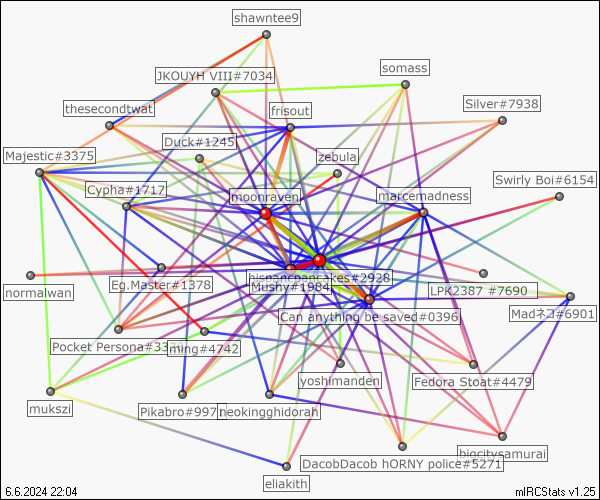 shawntee9
JKOUYH VIII#7034
somass
thesecondtwat
frisout
Silver#7938
Duck#1245
Majestic#3375
zebula
Cypha#1717
moonraven
marcemadness
Swirly Boi#6154
hispancpancakes#2928
Eg.Master#1378
Mushy#1984
LPK2387 #7690
normalwan
Can anything be saved#0396
Madネコ#6901
Pocket Persona#33
ming#4742
yoshimanden
Fedora Stoat#4479
mukszi
Pikabro#997
neokingghidorah
bigcitysamurai
DacobDacob hORNY police#5271
eliakith
6.6.2024 22:04
mIRCStats v1.25